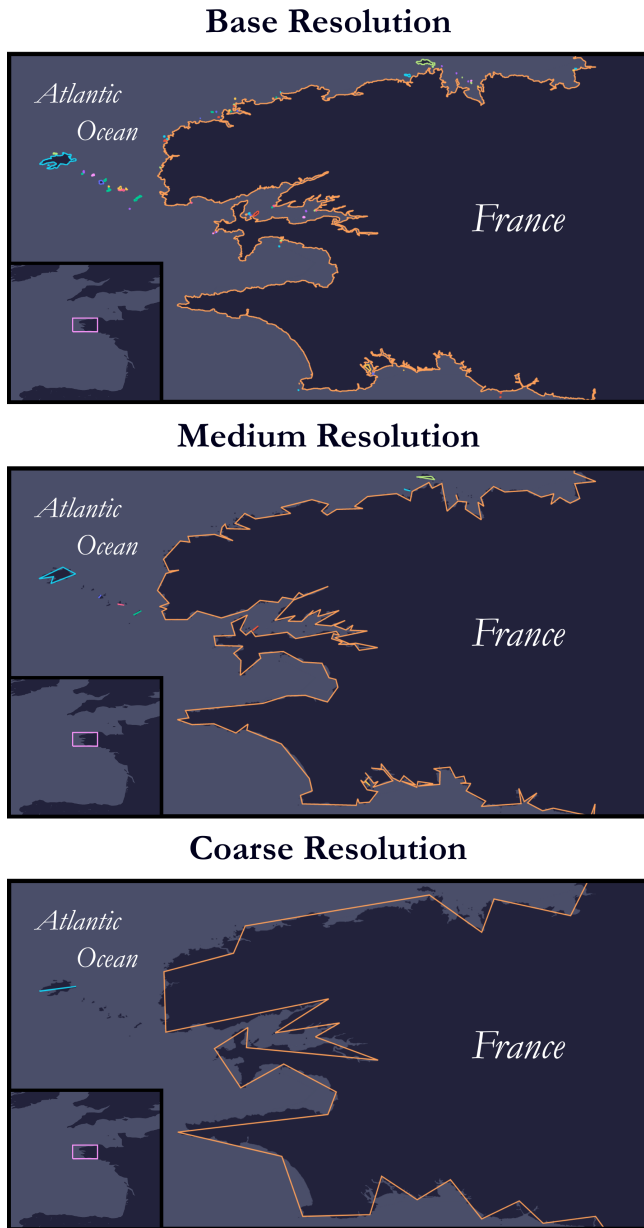 Base Resolution
Atlantic
Ocean
France
Medium Resolution
Atlantic
Ocean
France
Coarse Resolution
Atlantic
Ocean
France